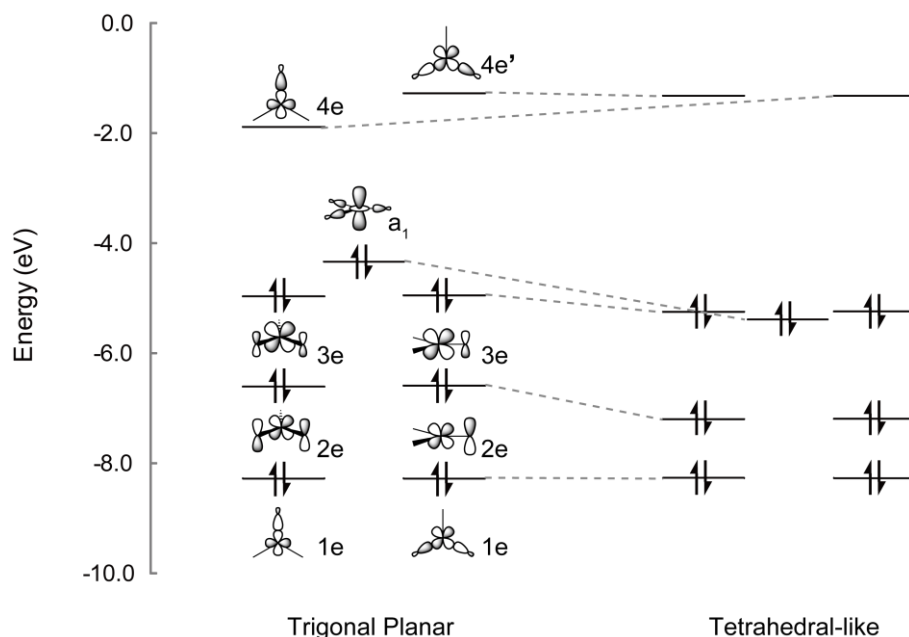 0.0
4e'
4e
-2.0
a₁
-4.0
Energy (eV)
3e
3e
-6.0
2e
2e
-8.0
1e
1e
-10.0
Trigonal Planar
Tetrahedral-like